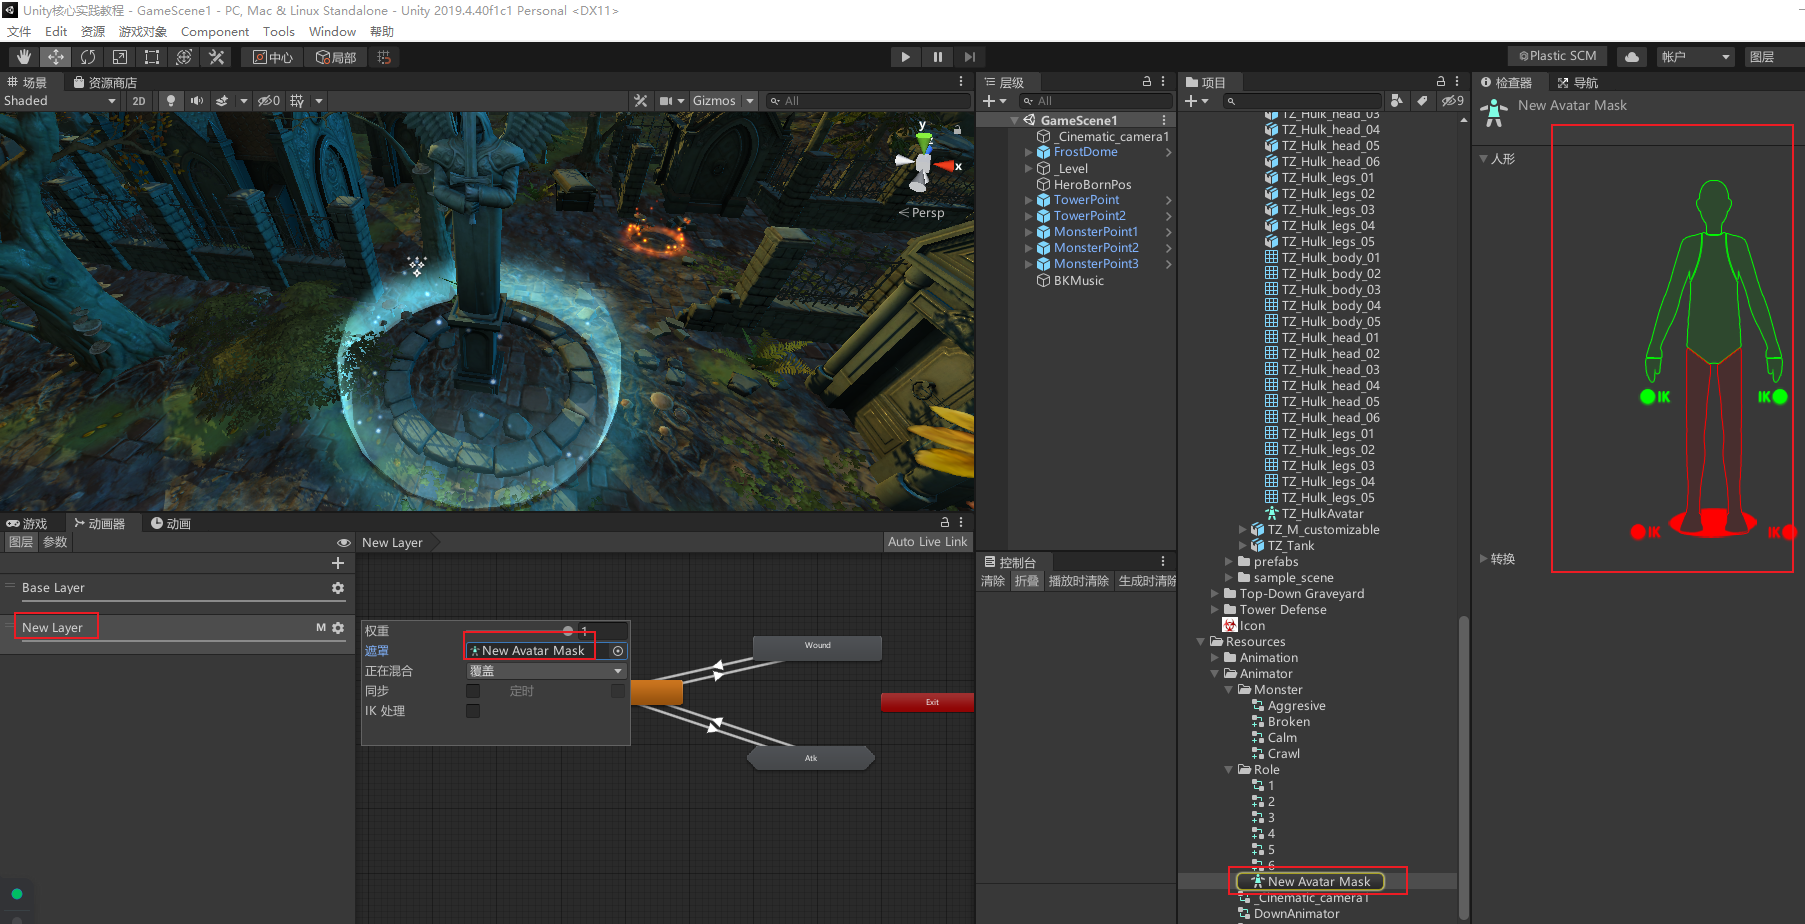 Unity核心实践教程 - GameScene1 - PC, Mac & Linux Standalone - Unity 2019.4.40f1c1 Personal <DX11>
文件 Edit 资源 游戏对象 Component Tools Window 帮助
中心 局部 Plastic SCM 帐户 图层
场景 资源商店
Shaded 2D 0 Gizmos All
y
x
Persp
层级
All
GameScene1
_Cinematic_camera1
FrostDome
_Level
HeroBornPos
TowerPoint
TowerPoint2
MonsterPoint1
MonsterPoint2
MonsterPoint3
BKMusic
控制台
清除 折叠 播放时清除 生成时清除
项目
9
TZ_Hulk_head_03
TZ_Hulk_head_04
TZ_Hulk_head_05
TZ_Hulk_head_06
TZ_Hulk_legs_01
TZ_Hulk_legs_02
TZ_Hulk_legs_03
TZ_Hulk_legs_04
TZ_Hulk_legs_05
TZ_Hulk_body_01
TZ_Hulk_body_02
TZ_Hulk_body_03
TZ_Hulk_body_04
TZ_Hulk_body_05
TZ_Hulk_head_01
TZ_Hulk_head_02
TZ_Hulk_head_03
TZ_Hulk_head_04
TZ_Hulk_head_05
TZ_Hulk_head_06
TZ_Hulk_legs_01
TZ_Hulk_legs_02
TZ_Hulk_legs_03
TZ_Hulk_legs_04
TZ_Hulk_legs_05
TZ_HulkAvatar
TZ_M_customizable
TZ_Tank
prefabs
sample_scene
Top-Down Graveyard
Tower Defense
Icon
Resources
Animation
Animator
Monster
Aggresive
Broken
Calm
Crawl
Role
1
2
3
4
5
6
New Avatar Mask
_Cinematic_camera1
DownAnimator
检查器 导航
New Avatar Mask
人形
IK IK
IK IK
转换
游戏 动画器 动画
图层 参数 New Layer Auto Live Link
Base Layer
New Layer M
权重 1
遮罩 New Avatar Mask
正在混合 覆盖
同步 定时
IK 处理
Wound
Exit
Atk